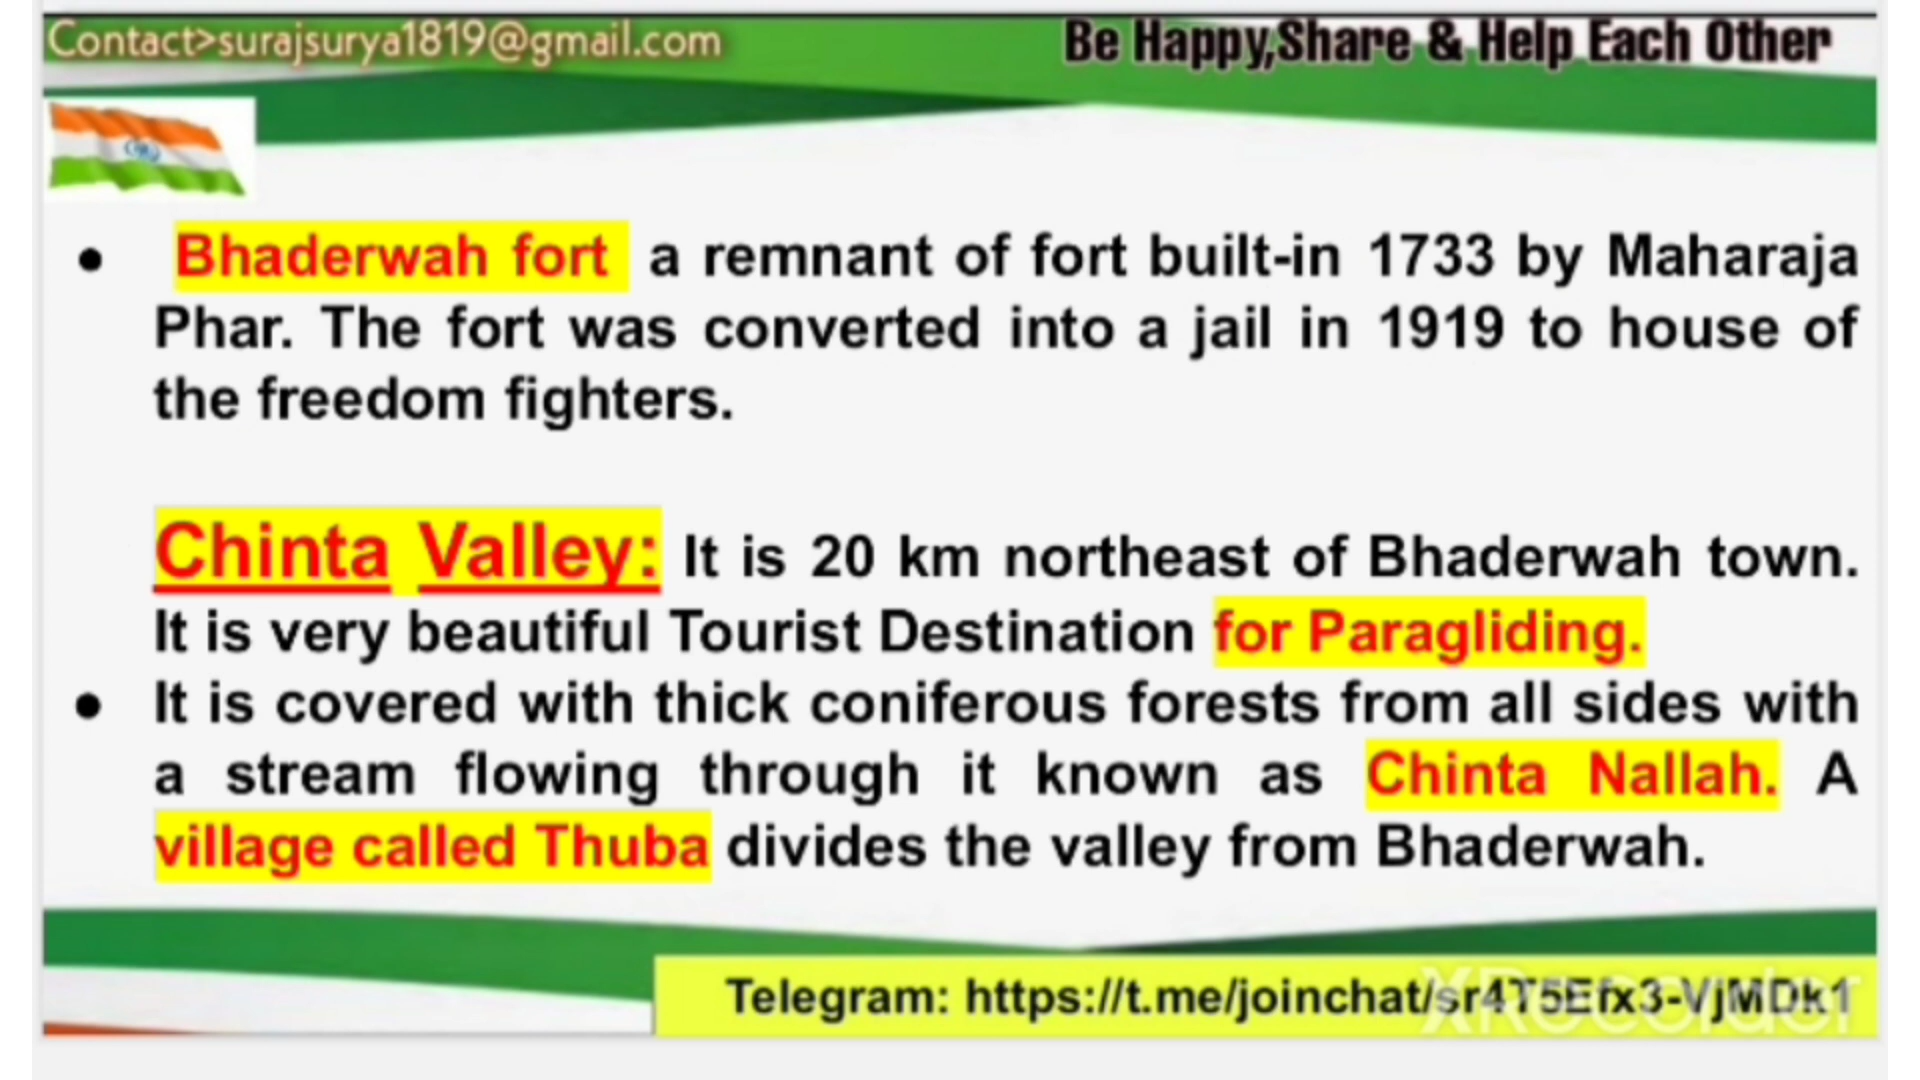 Contact>surajsurya1819@gmail.com
Be Happy,Share & Help Each Other
• Bhaderwah fort a remnant of fort built-in 1733 by Maharaja
Phar. The fort was converted into a jail in 1919 to house of
the freedom fighters.
Chinta Valley: It is 20 km northeast of Bhaderwah town.
It is very beautiful Tourist Destination for Paragliding.
• It is covered with thick coniferous forests from all sides with
a stream flowing through it known as Chinta Nallah. A
village called Thuba divides the valley from Bhaderwah.
Telegram: https://t.me/joinchat/sr4T5Efx3-VjMDk1
XRecorder